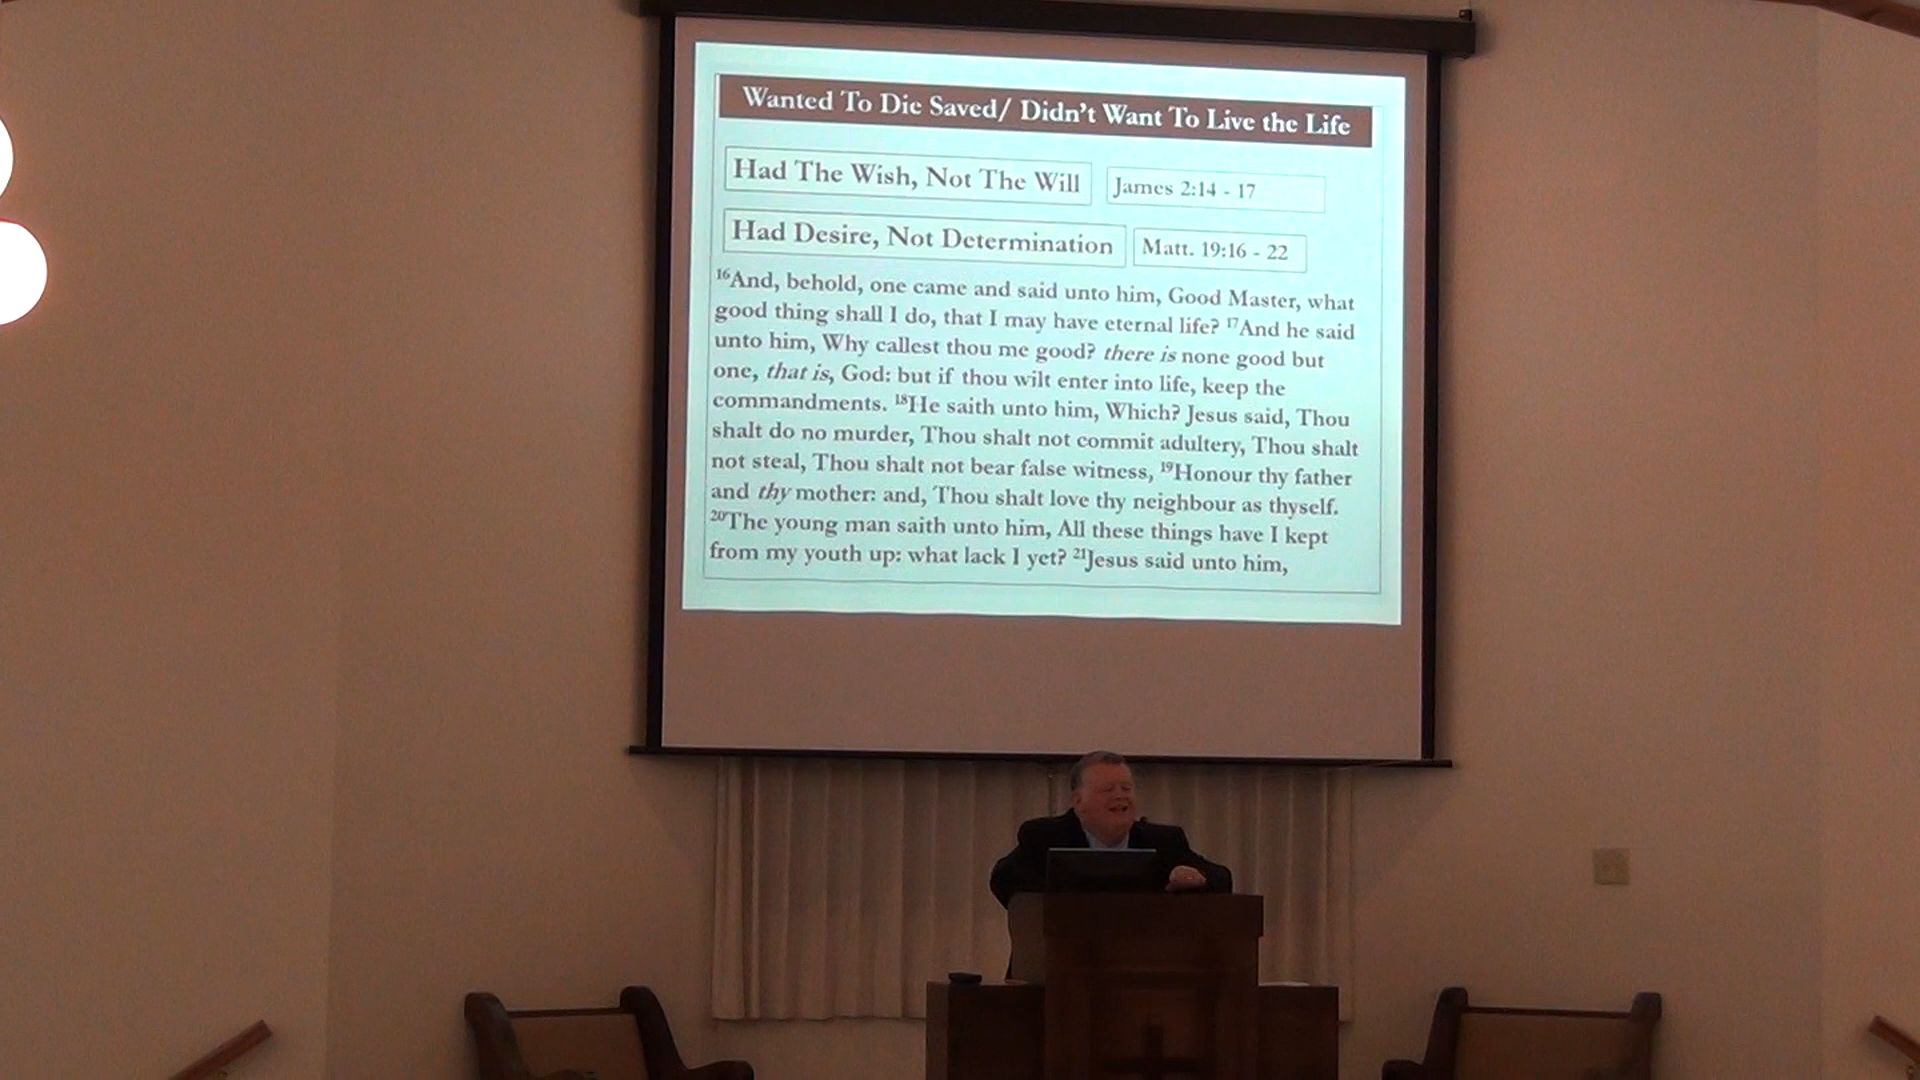 Wanted To Die Saved/ Didn't Want To Live the Life
Had The Wish, Not The Will
James 2:14 - 17
Had Desire, Not Determination
Matt. 19:16 - 22
16And, behold, one came and said unto him, Good Master, what
good thing shall I do, that I may have eternal life? 17And he said
unto him, Why callest thou me good? there is none good but
one, that is, God: but if thou wilt enter into life, keep the
commandments. 18He saith unto him, Which? Jesus said, Thou
shalt do no murder, Thou shalt not commit adultery, Thou shalt
not steal, Thou shalt not bear false witness, 19Honour thy father
and thy mother: and, Thou shalt love thy neighbour as thyself.
20The young man saith unto him, All these things have I kept
from my youth up: what lack I yet? 21Jesus said unto him,